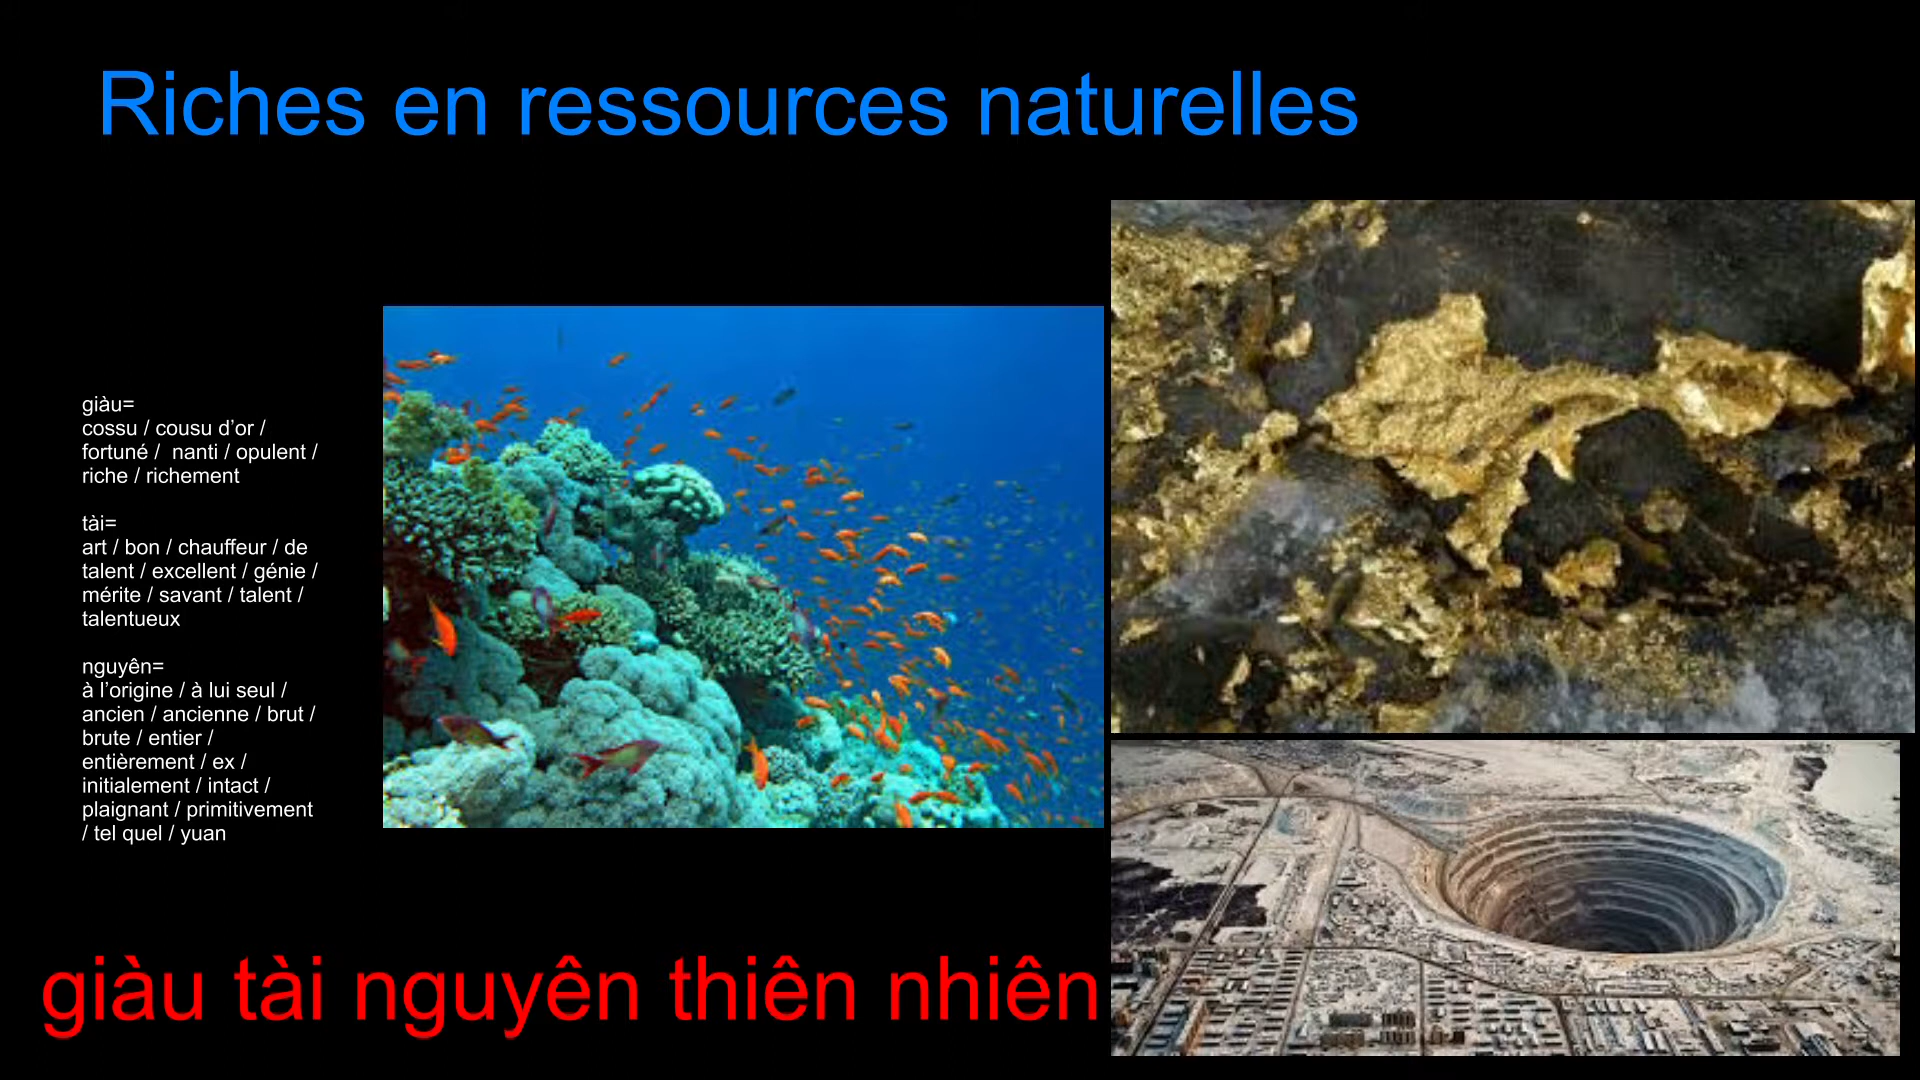 Riches en ressources naturelles
giàu=
cossu / cousu d’or /
fortuné /  nanti / opulent /
riche / richement
tài=
art / bon / chauffeur / de
talent / excellent / génie /
mérite / savant / talent /
talentueux
nguyên=
à l’origine / à lui seul /
ancien / ancienne / brut /
brute / entier /
entièrement / ex /
initialement / intact /
plaignant / primitivement
/ tel quel / yuan
giàu tài nguyên thiên nhiên